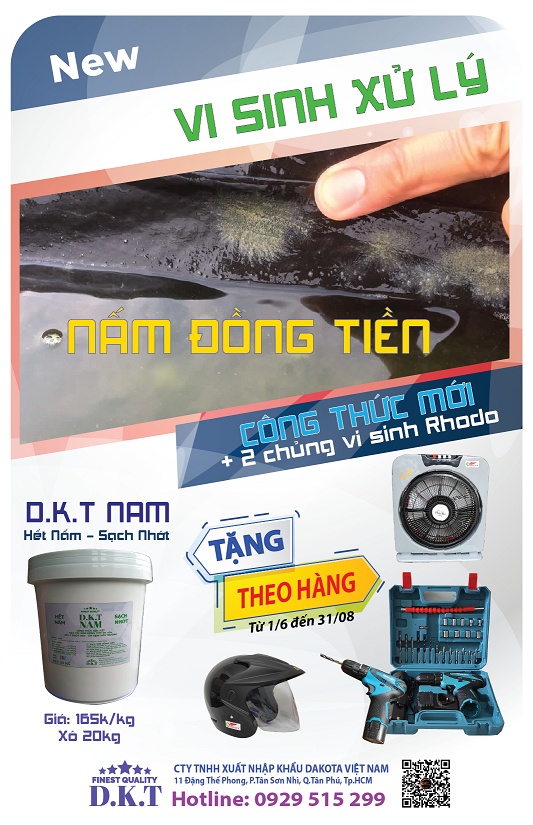 New
VI SINH XỬ LÝ
NẤM ĐỒNG TIỀN
CÔNG THỨC MỚI
+ 2 chủng vi sinh Rhodo
D.K.T NAM
Hết Nấm – Sạch Nhớt
TẶNG
THEO HÀNG
Từ 1/6 đến 31/08
HẾT NẤM
D.K.T NAM
SẠCH NHỚT
D.K.T
Giá: 165k/kg
Xô 20kg
FINEST QUALITY
D.K.T
CTY TNHH XUẤT NHẬP KHẨU DAKOTA VIỆT NAM
11 Đặng Thế Phong, P.Tân Sơn Nhì, Q.Tân Phú, Tp.HCM
Hotline: 0929 515 299